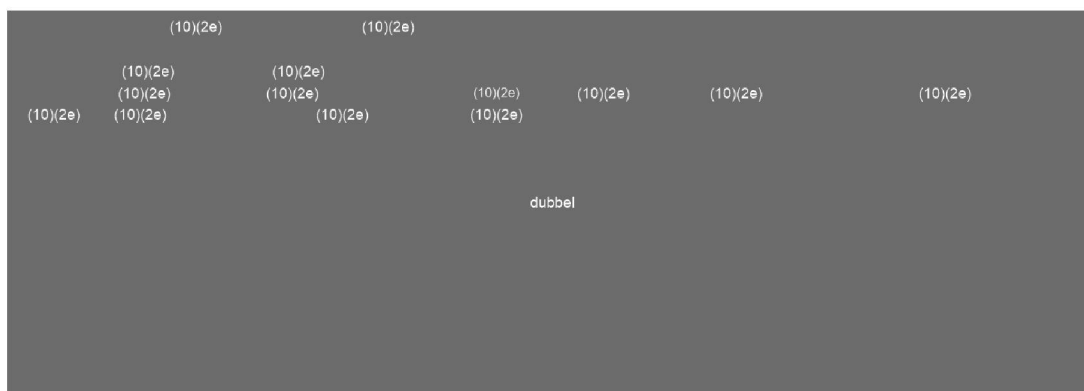 (10)(2e) (10)(2e)
(10)(2e) (10)(2e)
(10)(2e) (10)(2e) (10)(2e) (10)(2e) (10)(2e) (10)(2e)
(10)(2e) (10)(2e) (10)(2e) (10)(2e)
dubbel